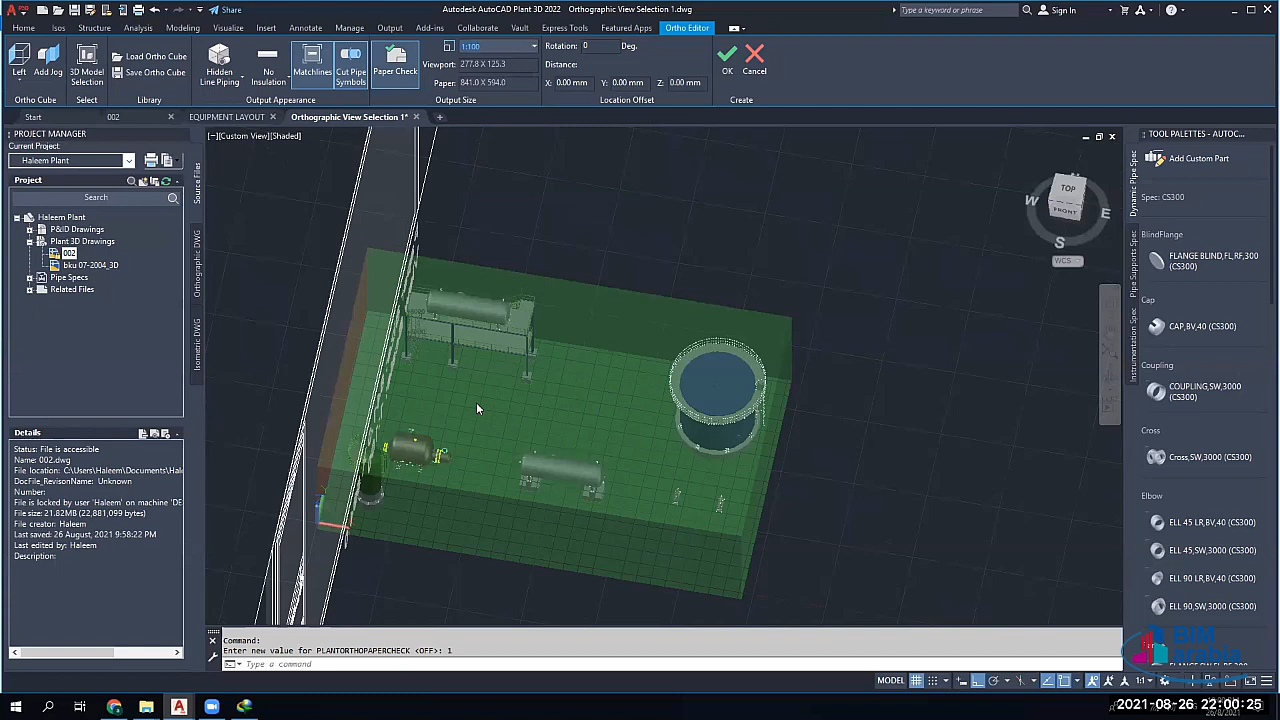 Share
Autodesk AutoCAD Plant 3D 2022 Orthographic View Selection 1.dwg
Type a keyword or phrase
Sign In
Home Isos Structure Analysis Modeling Visualize Insert Annotate Manage Output Add-ins Collaborate Vault Express Tools Featured Apps Ortho Editor
Left
Add Jog
Ortho Cube
3D Model
Selection
Select
Load Ortho Cube
Save Ortho Cube
Library
Hidden
Line Piping
No
Insulation
Matchlines
Cut Pipe
Symbols
Output Appearance
Paper Check
1:100
Viewport: 277.8 X 125.3
Paper: 841.0 X 594.0
Output Size
Rotation: 0 Deg.
Distance:
X: 0.00 mm Y: 0.00 mm Z: 0.00 mm
Location Offset
OK
Cancel
Create
Start 002 EQUIPMENT LAYOUT Orthographic View Selection 1*
PROJECT MANAGER
Current Project:
Haleem Plant
Project
Search
Haleem Plant
P&ID Drawings
Plant 3D Drawings
002
bku 07-2004_3D
Pipe Specs
Related Files
Source Files
Orthographic DWG
Isometric DWG
Details
Status: File is accessible
Name: 002.dwg
File location: C:\Users\Haleem\Documents\Hal
DocFile_RevisonName: Unknown
Number:
File is locked by user 'Haleem' on machine 'DE
File size: 21.82MB (22,881,099 bytes)
File creator: Haleem
Last saved: 26 August, 2021 9:58:22 PM
Last edited by: Haleem
Description:
[−][Custom View][Shaded]
TOP
FRONT
W
E
S
WCS
Command:
Enter new value for PLANTORTHOPAPERCHECK <OFF>: 1
Type a command
TOOL PALETTES - AUTOC...
Dynamic Pipe Spec
Pipe Supports Spec
Instrumentation Spec
Add Custom Part
Spec: CS300
BlindFlange
FLANGE BLIND,FL,RF,300
(CS300)
Cap
CAP,BV,40 (CS300)
Coupling
COUPLING,SW,3000
(CS300)
Cross
Cross,SW,3000 (CS300)
Elbow
ELL 45 LR,BV,40 (CS300)
ELL 45,SW,3000 (CS300)
ELL 90 LR,BV,40 (CS300)
ELL 90,SW,3000 (CS300)
BIM
arabia
MODEL
1:1
2021-08-26 22:00:25